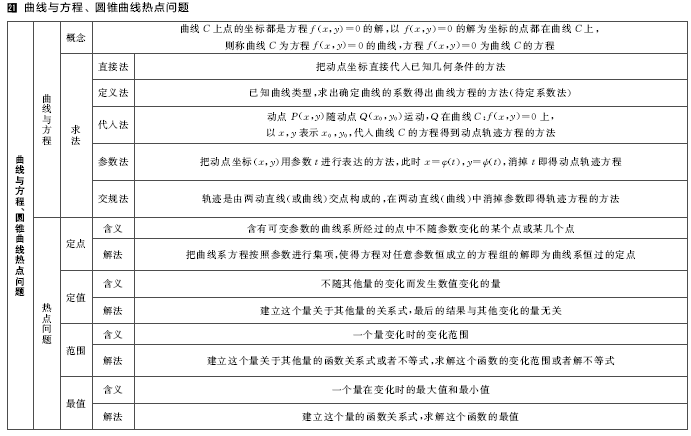 21 曲线与方程、圆锥曲线热点问题
曲线与方程、圆锥曲线热点问题
曲线与方程
概念
曲线 C 上点的坐标都是方程 f(x,y)=0 的解,以 f(x,y)=0 的解为坐标的点都在曲线 C 上,
则称曲线 C 为方程 f(x,y)=0 的曲线,方程 f(x,y)=0 为曲线 C 的方程
求法
直接法
把动点坐标直接代入已知几何条件的方法
定义法
已知曲线类型,求出确定曲线的系数得出曲线方程的方法(待定系数法)
代入法
动点 P(x,y)随动点 Q(x₀,y₀)运动,Q 在曲线 C:f(x,y)=0 上,
以 x,y 表示 x₀,y₀,代入曲线 C 的方程得到动点轨迹方程的方法
参数法
把动点坐标(x,y)用参数 t 进行表达的方法,此时 x=φ(t),y=ψ(t),消掉 t 即得动点轨迹方程
交规法
轨迹是由两动直线(或曲线)交点构成的,在两动直线(曲线)中消掉参数即得轨迹方程的方法
热点问题
定点
含义
含有可变参数的曲线系所经过的点中不随参数变化的某个点或某几个点
解法
把曲线系方程按照参数进行集项,使得方程对任意参数恒成立的方程组的解即为曲线系恒过的定点
定值
含义
不随其他量的变化而发生数值变化的量
解法
建立这个量关于其他量的关系式,最后的结果与其他变化的量无关
范围
含义
一个量变化时的变化范围
解法
建立这个量关于其他量的函数关系式或者不等式,求解这个函数的变化范围或者解不等式
最值
含义
一个量在变化时的最大值和最小值
解法
建立这个量的函数关系式,求解这个函数的最值